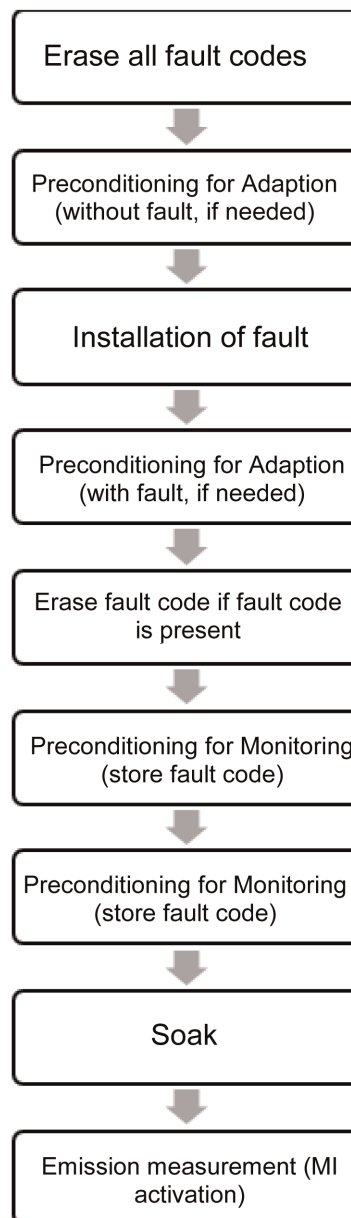 Erase all fault codes
Preconditioning for Adaption
(without fault, if needed)
Installation of fault
Preconditioning for Adaption
(with fault, if needed)
Erase fault code if fault code
is present
Preconditioning for Monitoring
(store fault code)
Preconditioning for Monitoring
(store fault code)
Soak
Emission measurement (MI
activation)